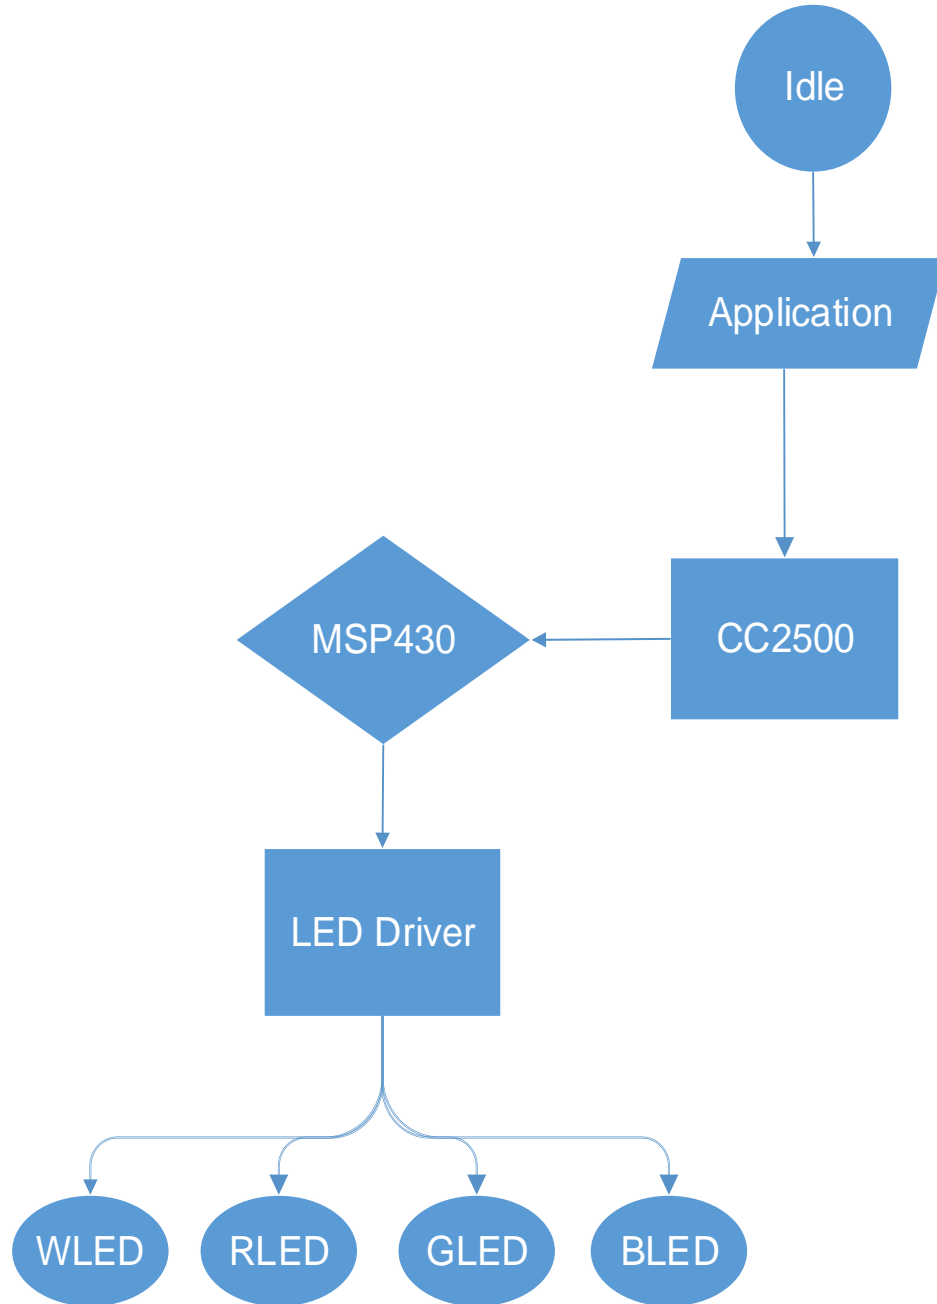 Idle
Application
MSP430
CC2500
LED Driver
WLED
RLED
GLED
BLED